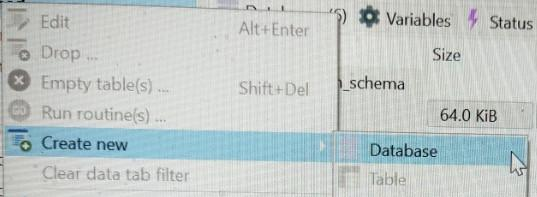 Edit Alt+Enter
Drop ...
Empty table(s) ... Shift+Del
Run routine(s) ...
Create new
Clear data tab filter
Database
Table
Variables Status
Size
_schema
64.0 KiB